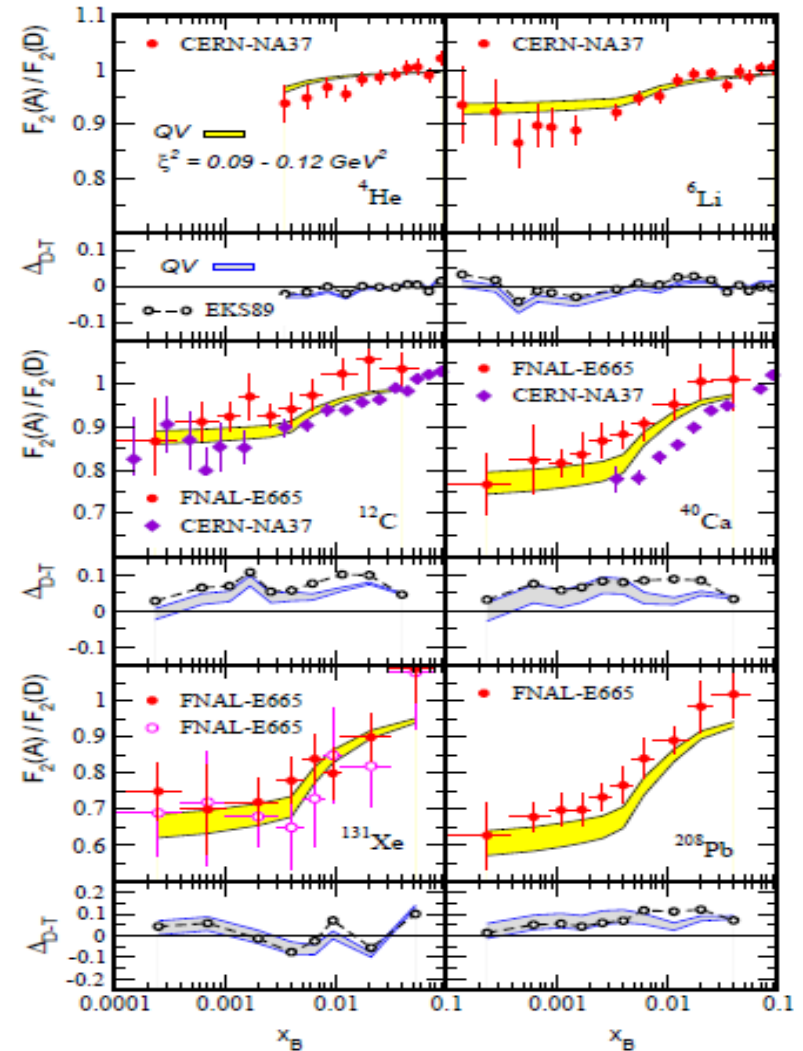 1.1
1
0.9
0.8
F2(A) / F2(D)
CERN-NA37
QV
ξ² = 0.09 - 0.12 GeV²
⁴He
CERN-NA37
⁶Li
0.1
0
-0.1
Δ D-T
QV
EKS89
1
0.9
0.8
0.7
F2(A) / F2(D)
FNAL-E665
CERN-NA37
¹²C
FNAL-E665
CERN-NA37
⁴⁰Ca
0.1
0
-0.1
Δ D-T
1
0.9
0.8
0.7
0.6
F2(A) / F2(D)
FNAL-E665
FNAL-E665
¹³¹Xe
FNAL-E665
²⁰⁸Pb
0.2
0.1
0
-0.1
-0.2
Δ D-T
0.0001 0.001 0.01 0.1 0.001 0.01 0.1
xB xB